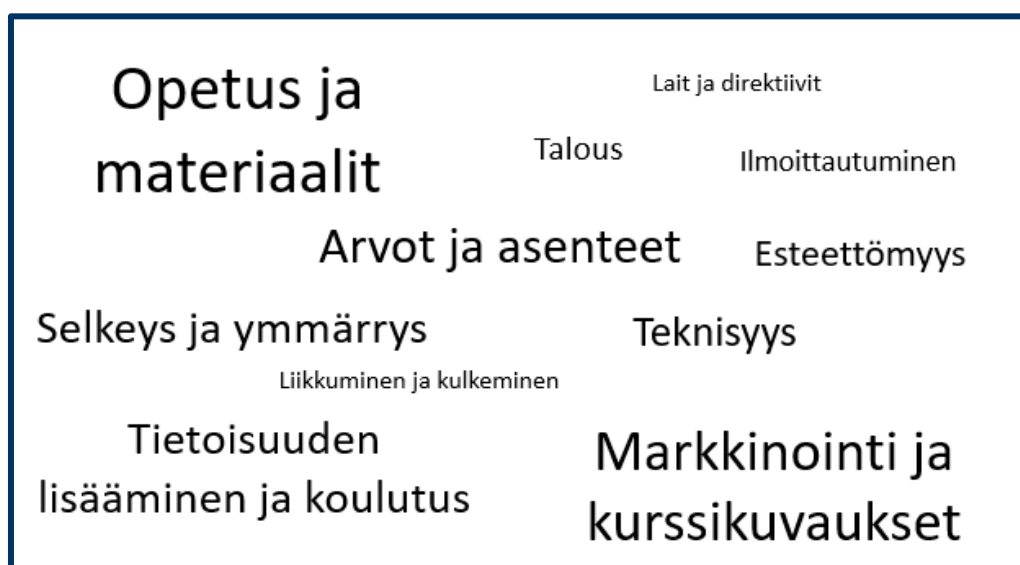 Opetus ja
materiaalit
Lait ja direktiivit
Talous
Ilmoittautuminen
Arvot ja asenteet
Esteettömyys
Selkeys ja ymmärrys
Teknisyys
Liikkuminen ja kulkeminen
Tietoisuuden
lisääminen ja koulutus
Markkinointi ja
kurssikuvaukset